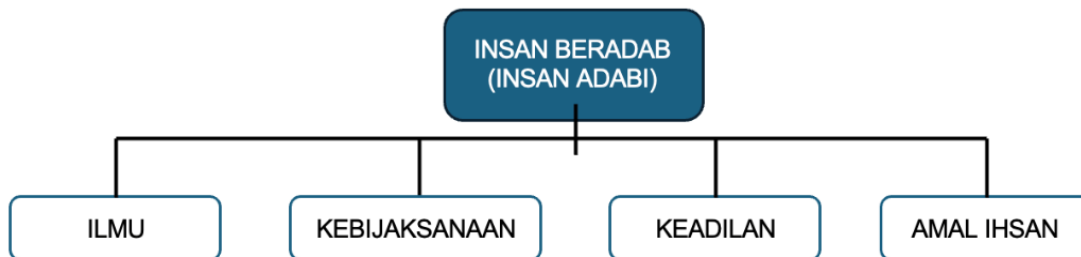 INSAN BERADAB
(INSAN ADABI)
ILMU
KEBIJAKSANAAN
KEADILAN
AMAL IHSAN